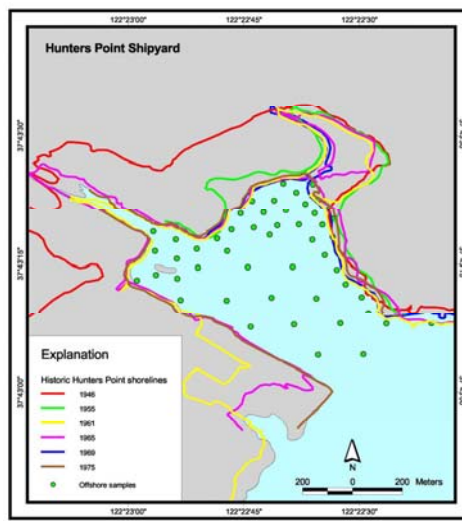 122°23'00"
122°22'45"
122°22'30"
Hunters Point Shipyard
37°43'30"
37°43'15"
37°43'00"
Explanation
Historic Hunters Point shorelines
1946
1955
1961
1965
1969
1975
Offshore samples
N
200 0 200 Meters
122°23'00"
122°22'45"
122°22'30"